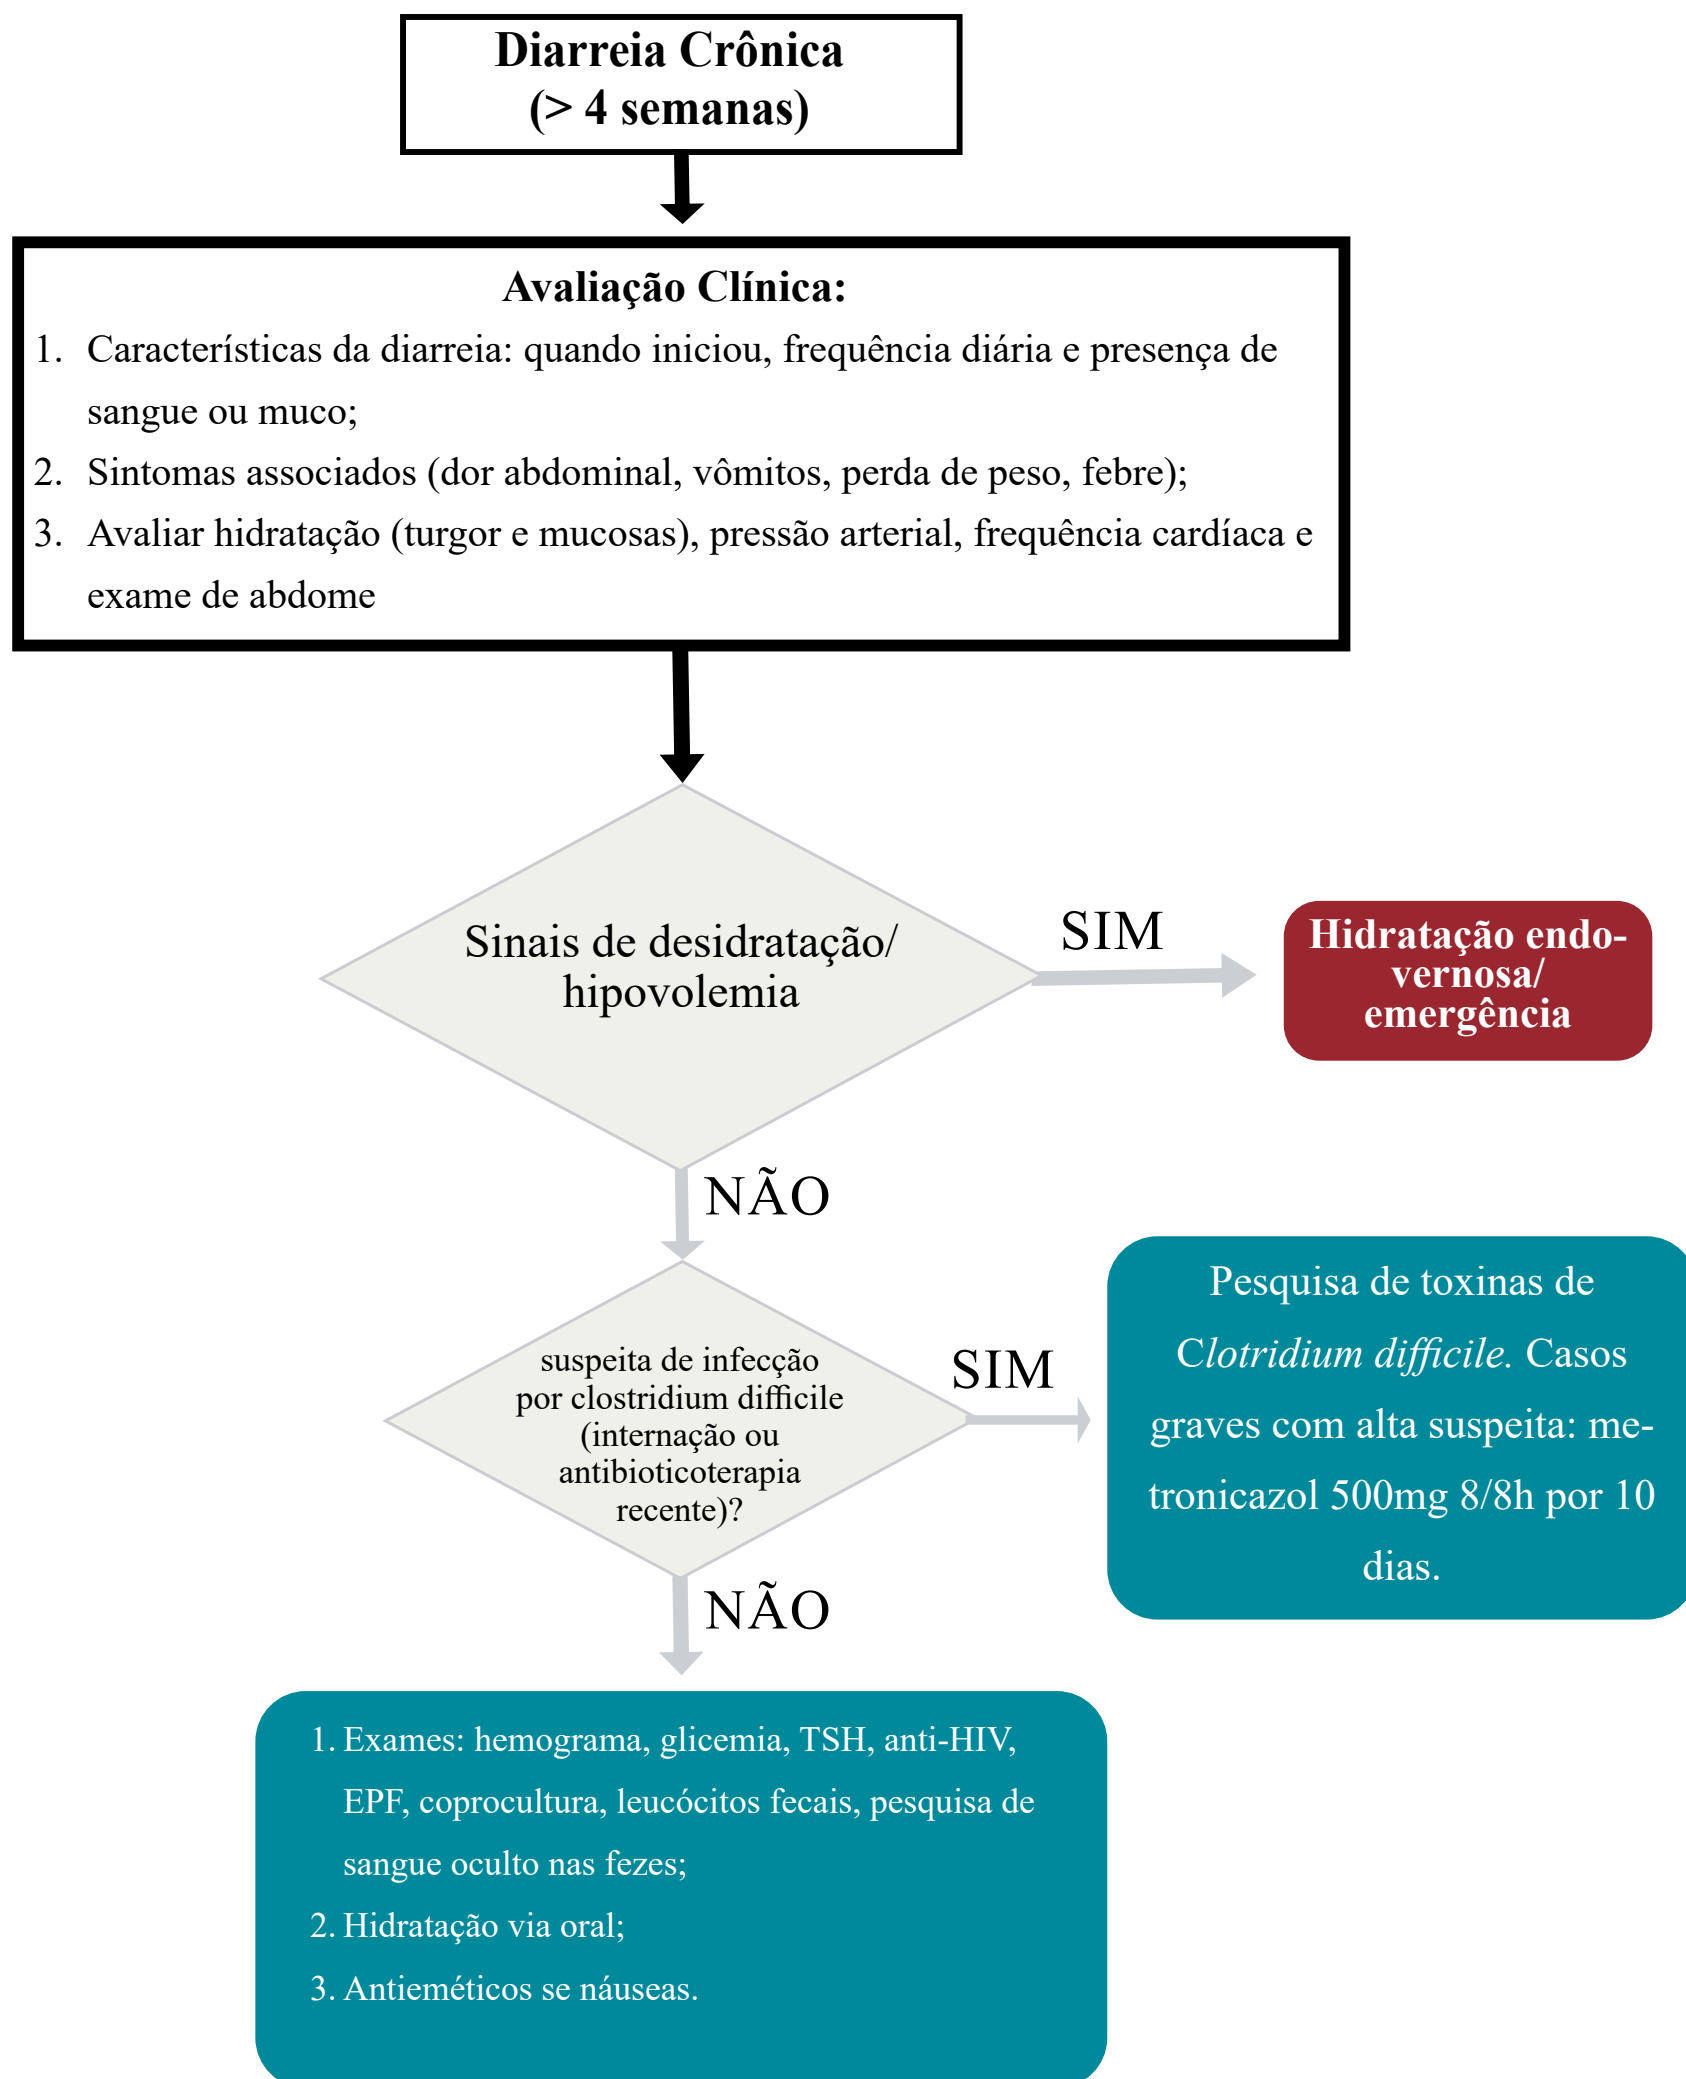 Diarreia Crônica
(> 4 semanas)
Avaliação Clínica:
1. Características da diarreia: quando iniciou, frequência diária e presença de
sangue ou muco;
2. Sintomas associados (dor abdominal, vômitos, perda de peso, febre);
3. Avaliar hidratação (turgor e mucosas), pressão arterial, frequência cardíaca e
exame de abdome
Sinais de desidratação/
hipovolemia
SIM
Hidratação endo-
vernosa/
emergência
NÃO
suspeita de infecção
por clostridium difficile
(internação ou
antibioticoterapia
recente)?
SIM
Pesquisa de toxinas de
Clotridium difficile. Casos
graves com alta suspeita: me-
tronicazol 500mg 8/8h por 10
dias.
NÃO
1. Exames: hemograma, glicemia, TSH, anti-HIV,
EPF, coprocultura, leucócitos fecais, pesquisa de
sangue oculto nas fezes;
2. Hidratação via oral;
3. Antieméticos se náuseas.